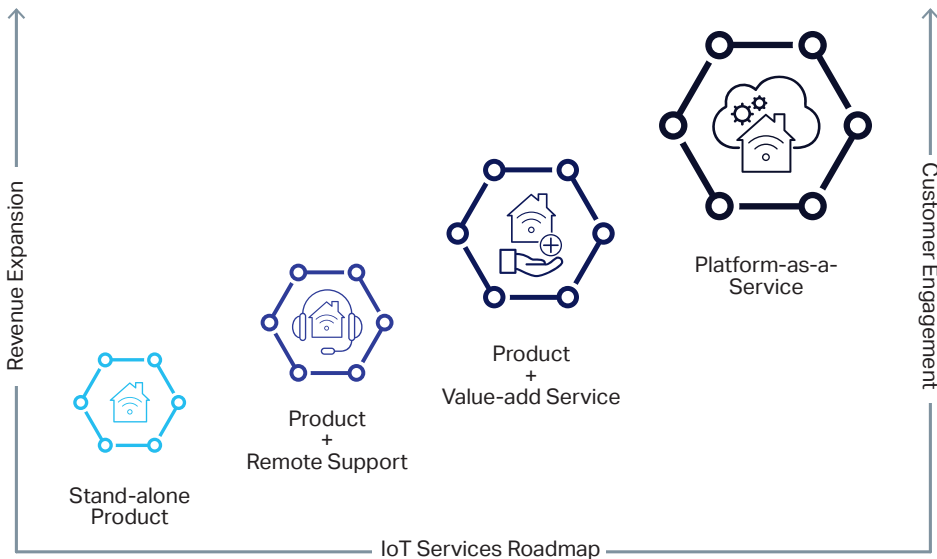 Revenue Expansion
Customer Engagement
Platform-as-a-
Service
Product
+
Value-add Service
Product
+
Remote Support
Stand-alone
Product
IoT Services Roadmap